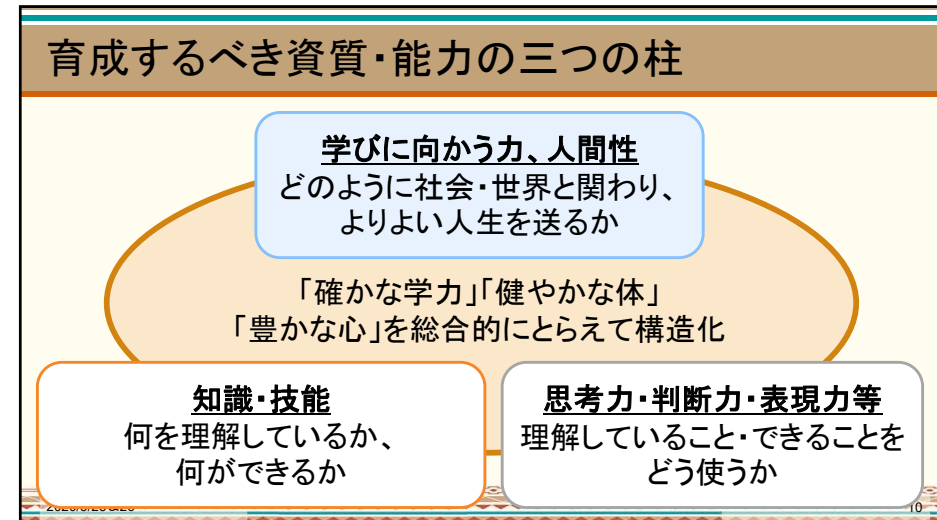 育成するべき資質・能力の三つの柱
学びに向かう力、人間性
どのように社会・世界と関わり、
よりよい人生を送るか
「確かな学力」「健やかな体」
「豊かな心」を総合的にとらえて構造化
知識・技能
何を理解しているか、
何ができるか
思考力・判断力・表現力等
理解していること・できることを
どう使うか
10